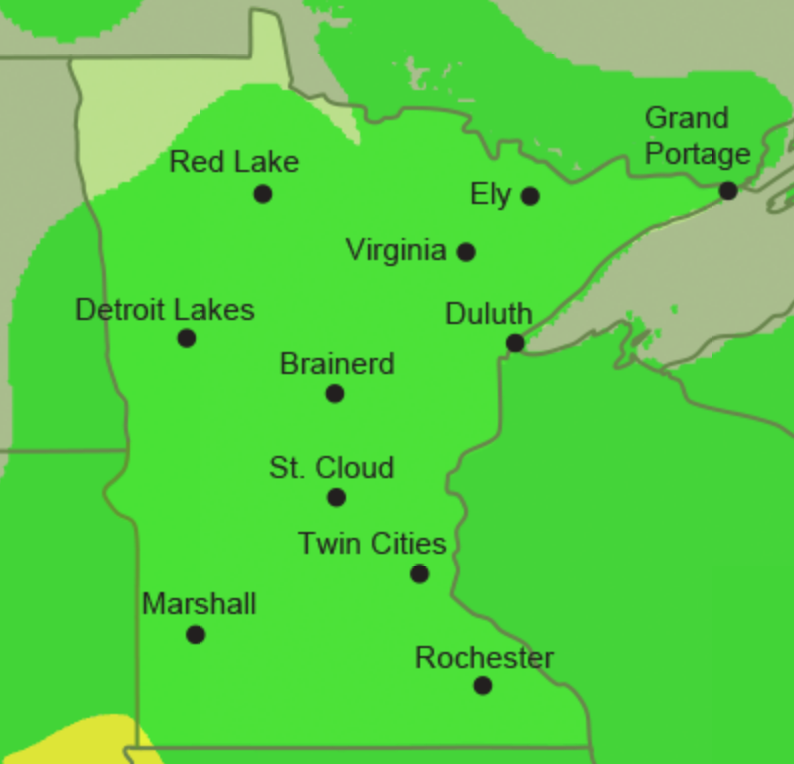 Grand
Portage
Red Lake
Ely
Virginia
Detroit Lakes
Duluth
Brainerd
St. Cloud
Twin Cities
Marshall
Rochester